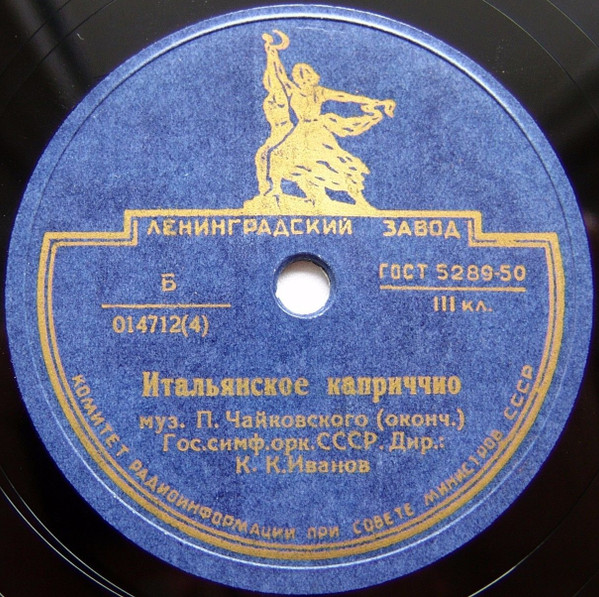 ЛЕНИНГРАДСКИЙ ЗАВОД
Б
014712(4)
ГОСТ 5289-50
III кл.
Итальянское каприччио
муз. П. Чайковского (оконч.)
Гос.симф.орк.СССР. Дир.:
К. К.Иванов
КОМИТЕТ РАДИОИНФОРМАЦИИ ПРИ СОВЕТЕ МИНИСТРОВ СССР